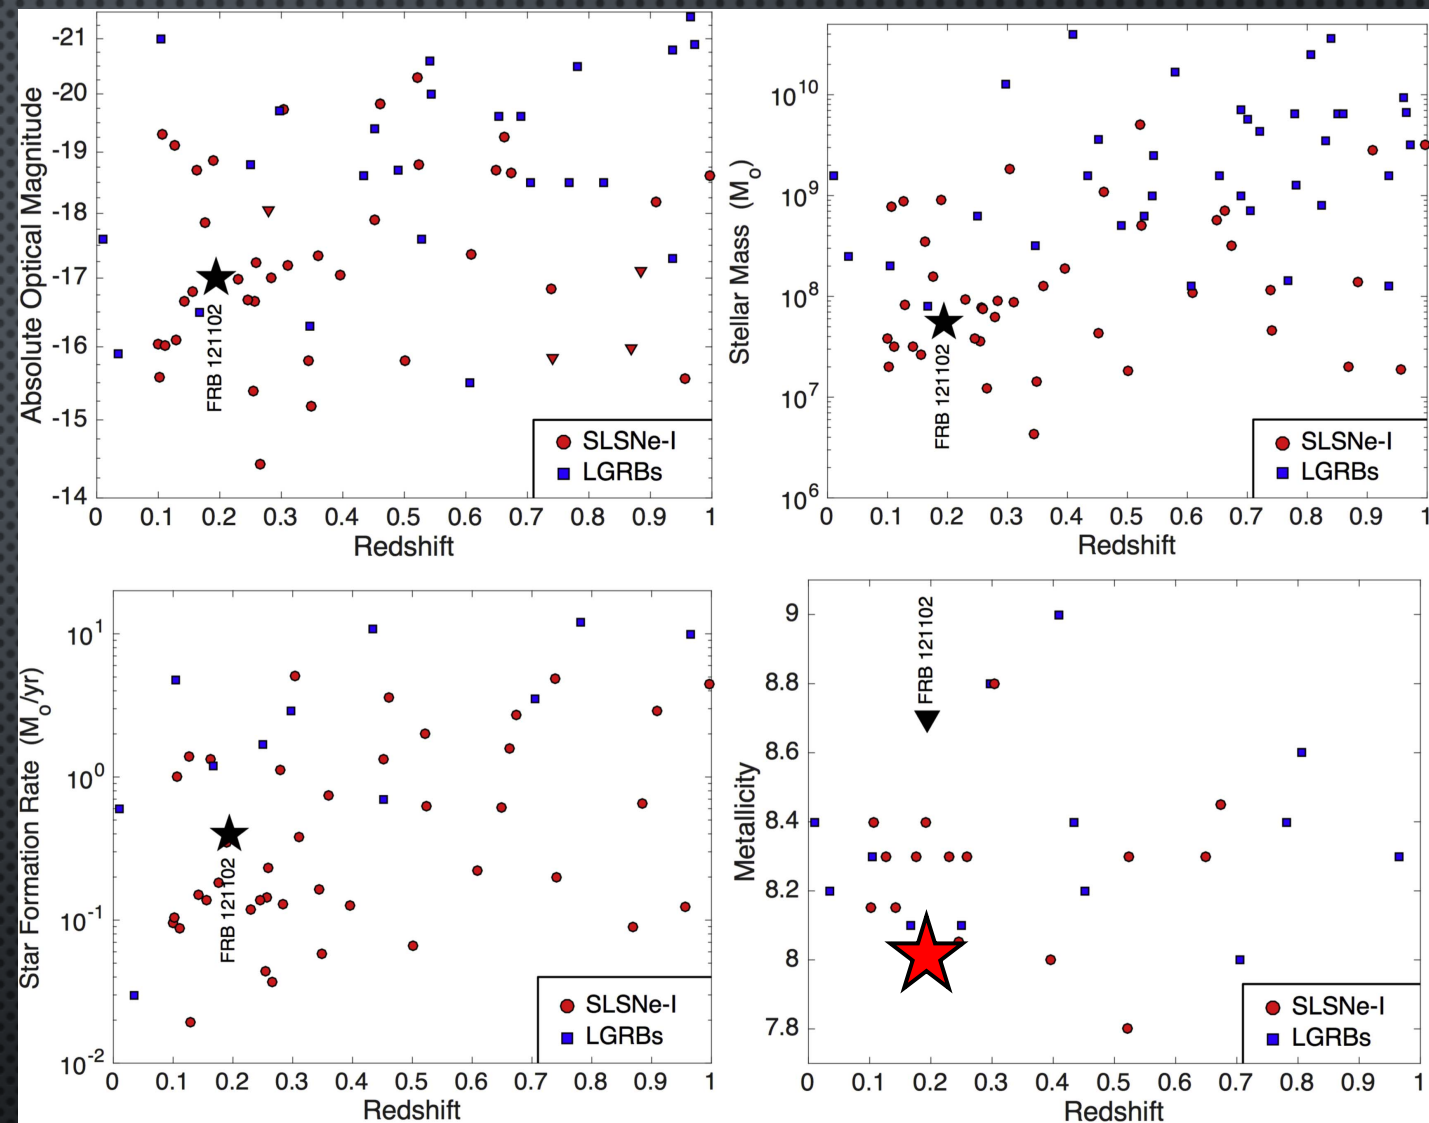 Absolute Optical Magnitude
-21
-20
-19
-18
-17
-16
-15
-14
FRB 121102
SLSNe-I
LGRBs
0 0.1 0.2 0.3 0.4 0.5 0.6 0.7 0.8 0.9 1
Redshift
Stellar Mass (Mo)
10^10
10^9
10^8
10^7
10^6
FRB 121102
SLSNe-I
LGRBs
0 0.1 0.2 0.3 0.4 0.5 0.6 0.7 0.8 0.9 1
Redshift
Star Formation Rate (Mo/yr)
10^1
10^0
10^-1
10^-2
FRB 121102
SLSNe-I
LGRBs
0 0.1 0.2 0.3 0.4 0.5 0.6 0.7 0.8 0.9 1
Redshift
Metallicity
9
8.8
8.6
8.4
8.2
8
7.8
FRB 121102
SLSNe-I
LGRBs
0 0.1 0.2 0.3 0.4 0.5 0.6 0.7 0.8 0.9 1
Redshift